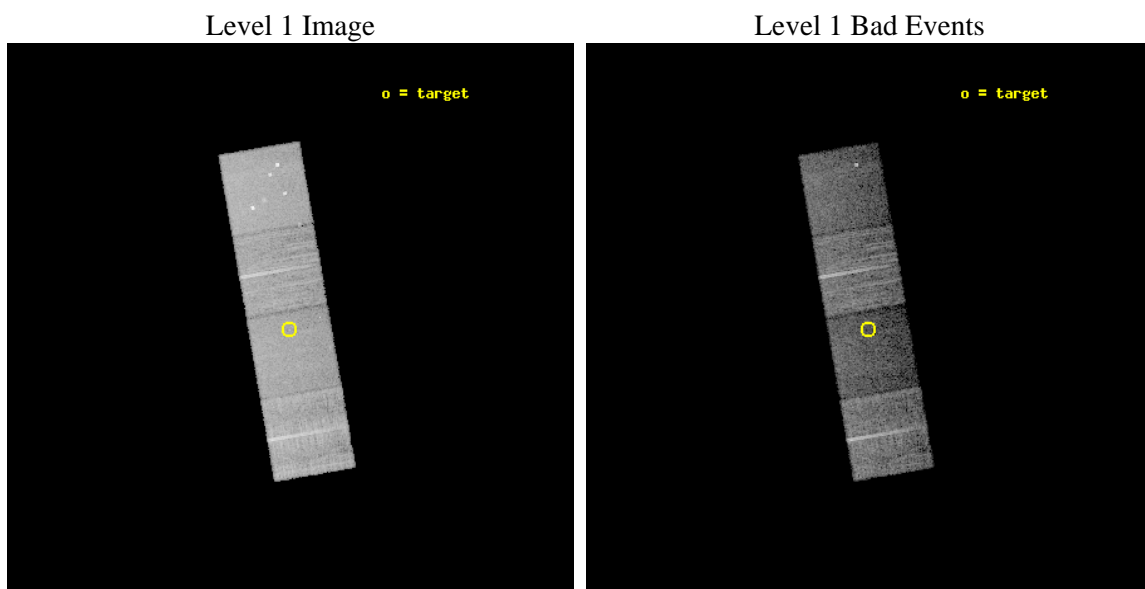 Level 1 Image
Level 1 Bad Events
o = target
o = target